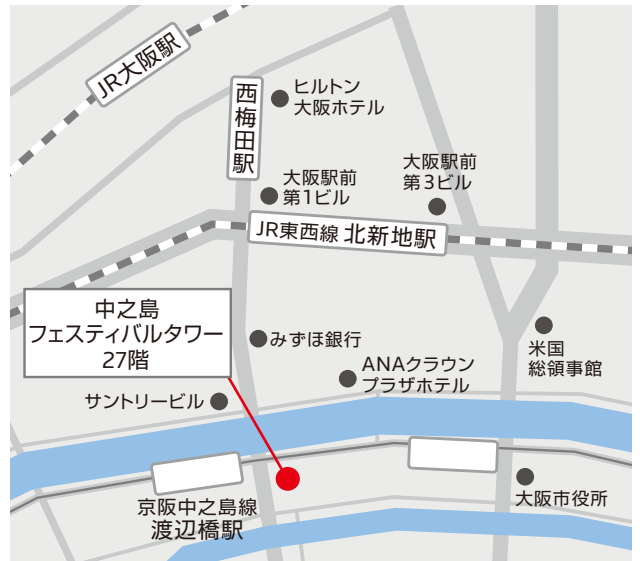 JR大阪駅
西梅田駅
ヒルトン
大阪ホテル
大阪駅前
第1ビル
大阪駅前
第3ビル
JR東西線 北新地駅
中之島
フェスティバルタワー
27階
みずほ銀行
米国
総領事館
ANAクラウン
プラザホテル
サントリービル
京阪中之島線
渡辺橋駅
大阪市役所